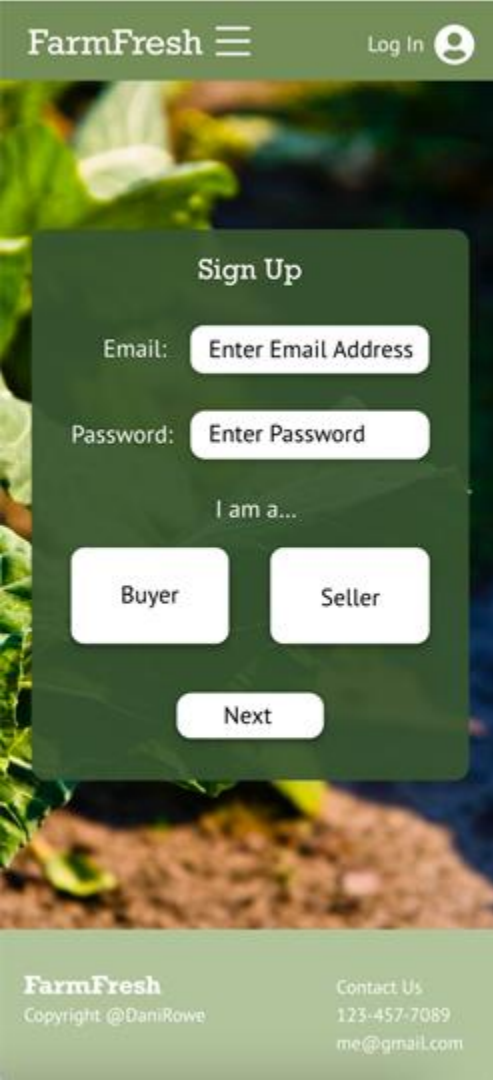 FarmFresh Log In
Sign Up
Email: Enter Email Address
Password: Enter Password
I am a...
Buyer Seller
Next
FarmFresh
Copyright @DaniRowe
Contact Us
123-457-7089
me@gmail.com